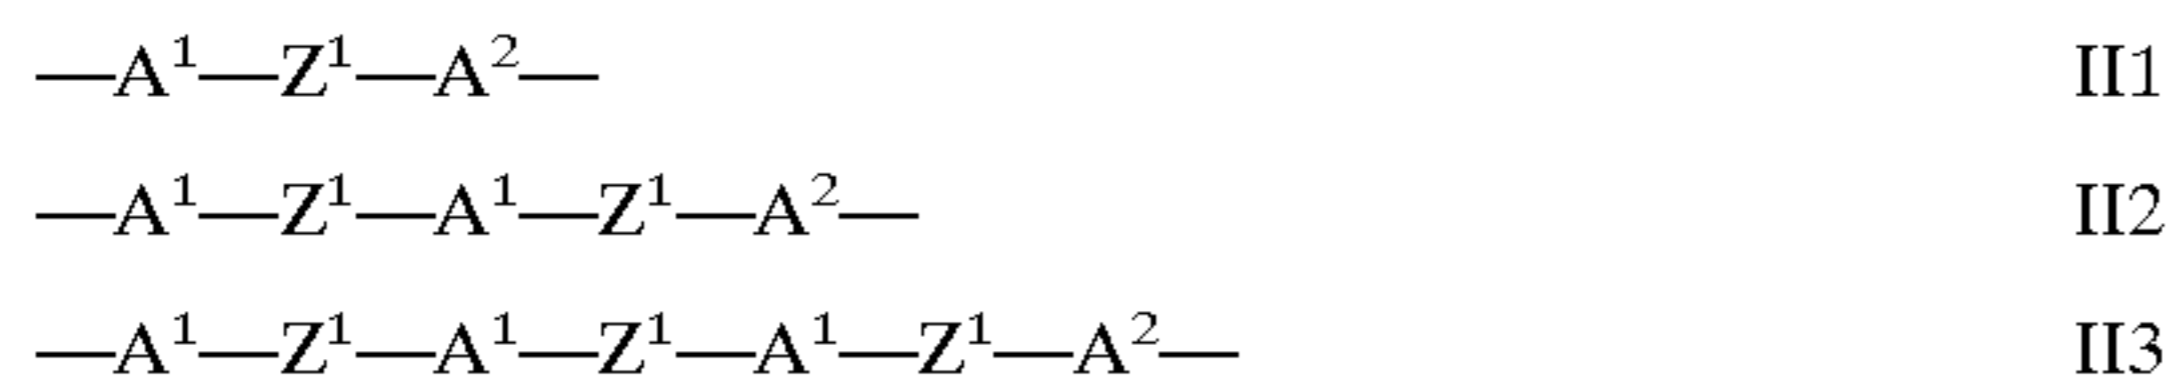 —A¹—Z¹—A²— II1
—A¹—Z¹—A¹—Z¹—A²— II2
—A¹—Z¹—A¹—Z¹—A¹—Z¹—A²— II3